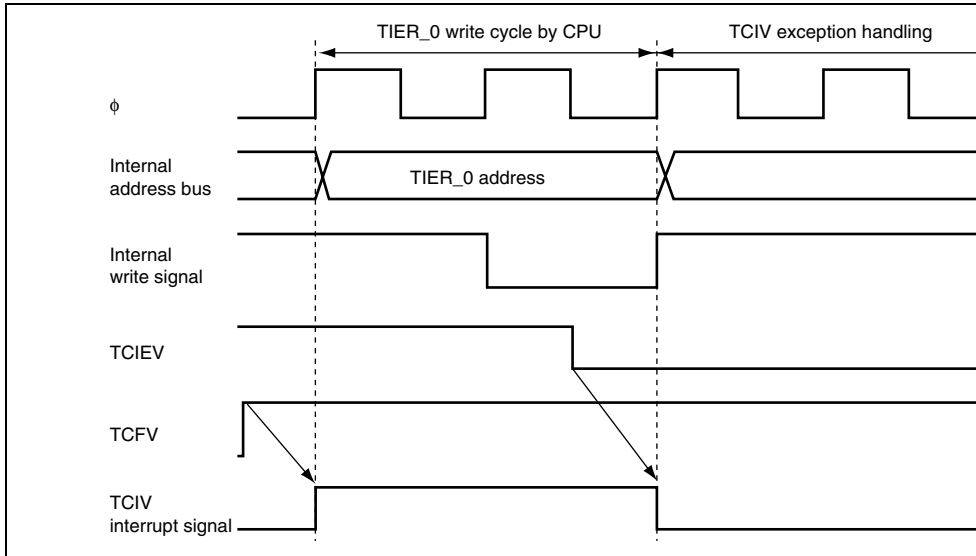 TIER_0 write cycle by CPU
TCIV exception handling
ϕ
Internal
address bus
TIER_0 address
Internal
write signal
TCIEV
TCFV
TCIV
interrupt signal